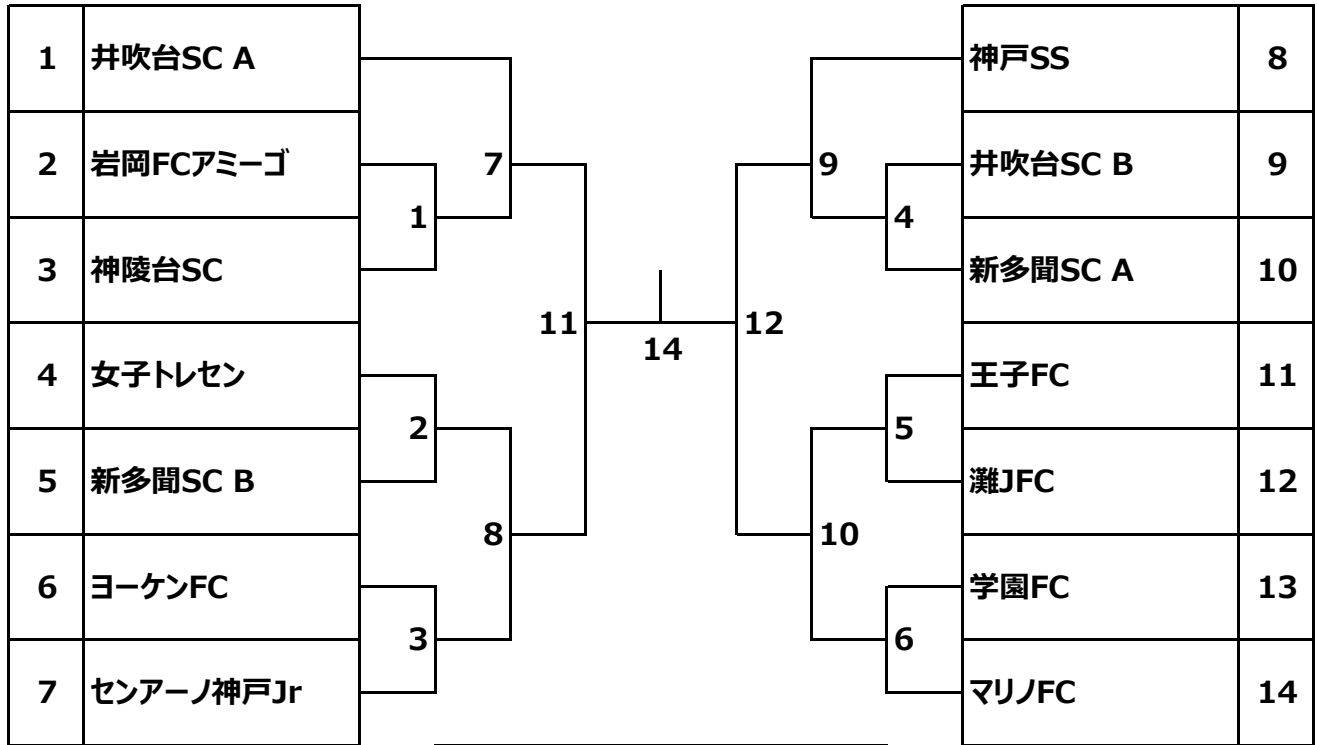 1 井吹台SC A
2 岩岡FCアミーゴ
3 神陵台SC
4 女子トレセン
5 新多聞SC B
6 ヨーケンFC
7 センアーノ神戸Jr
7
1
11
2
8
3
14
9
4
12
5
10
6
神戸SS 8
井吹台SC B 9
新多聞SC A 10
王子FC 11
灘JFC 12
学園FC 13
マリノFC 14